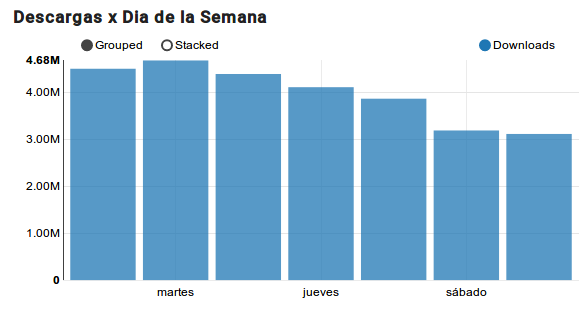 Descargas x Dia de la Semana
Grouped Stacked Downloads
4.68M
4.00M
3.00M
2.00M
1.00M
0
martes jueves sábado